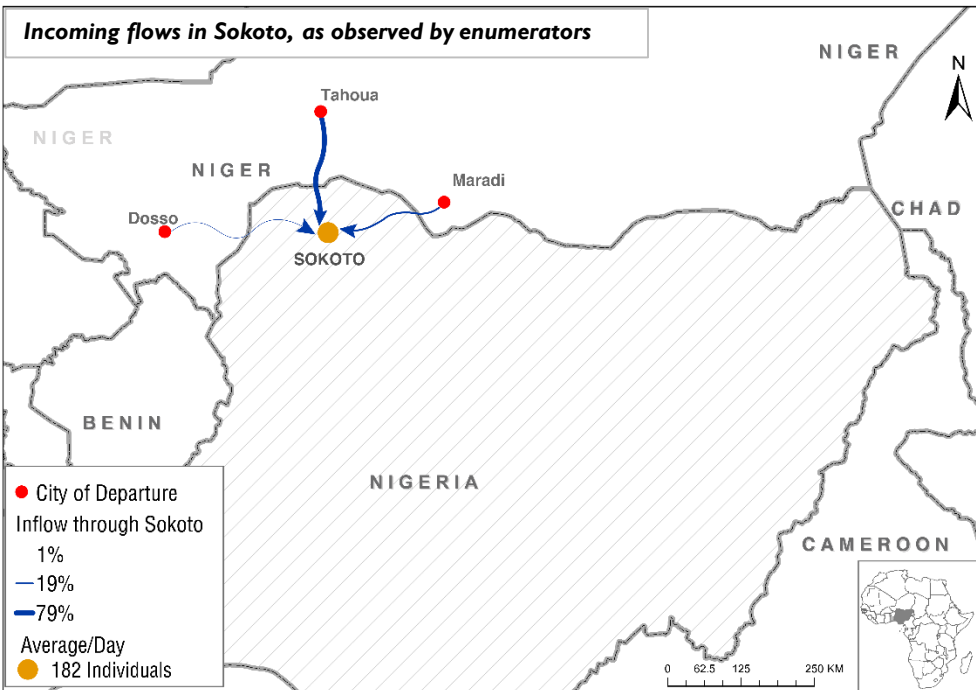 Incoming flows in Sokoto, as observed by enumerators
NIGER
N
Tahoua
NIGER
NIGER
Maradi
CHAD
Dosso
SOKOTO
BENIN
NIGERIA
City of Departure
Inflow through Sokoto
1%
19%
79%
Average/Day
182 Individuals
CAMEROON
0 62.5 125 250 KM